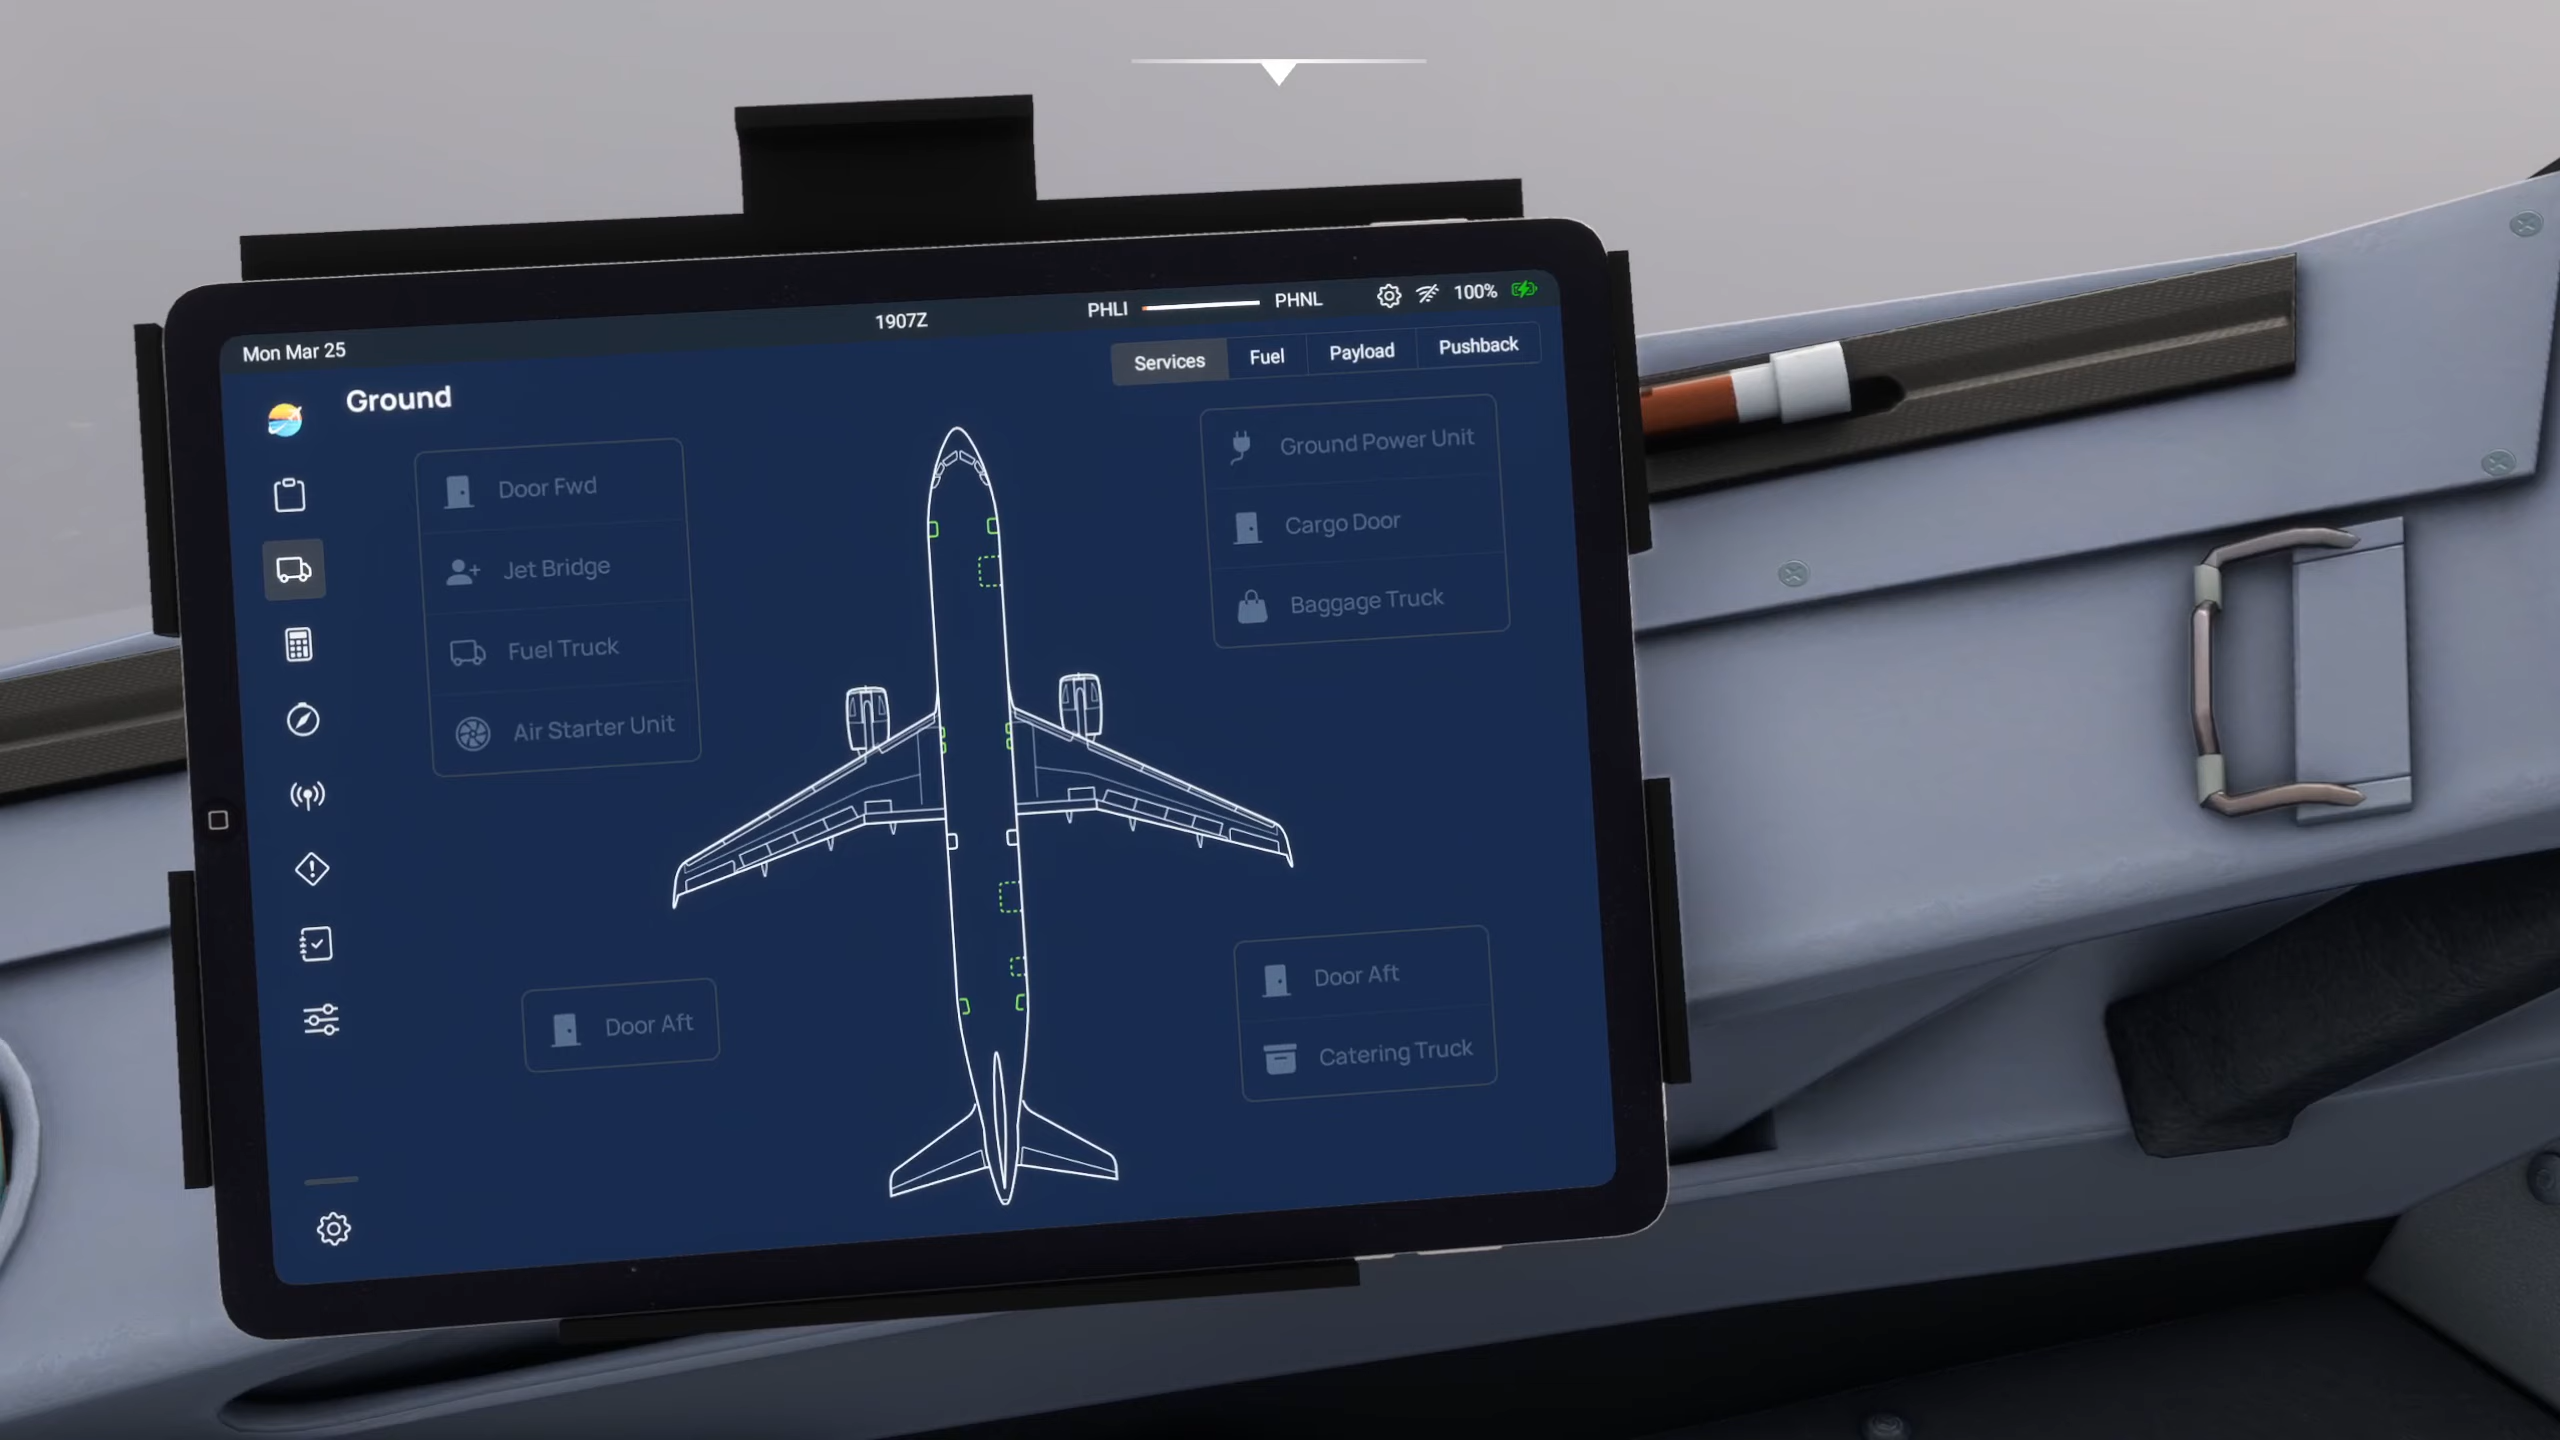 Mon Mar 25
1907Z
PHLI
PHNL
100%
Ground
Services
Fuel
Payload
Pushback
Door Fwd
Jet Bridge
Fuel Truck
Air Starter Unit
Ground Power Unit
Cargo Door
Baggage Truck
Door Aft
Door Aft
Catering Truck